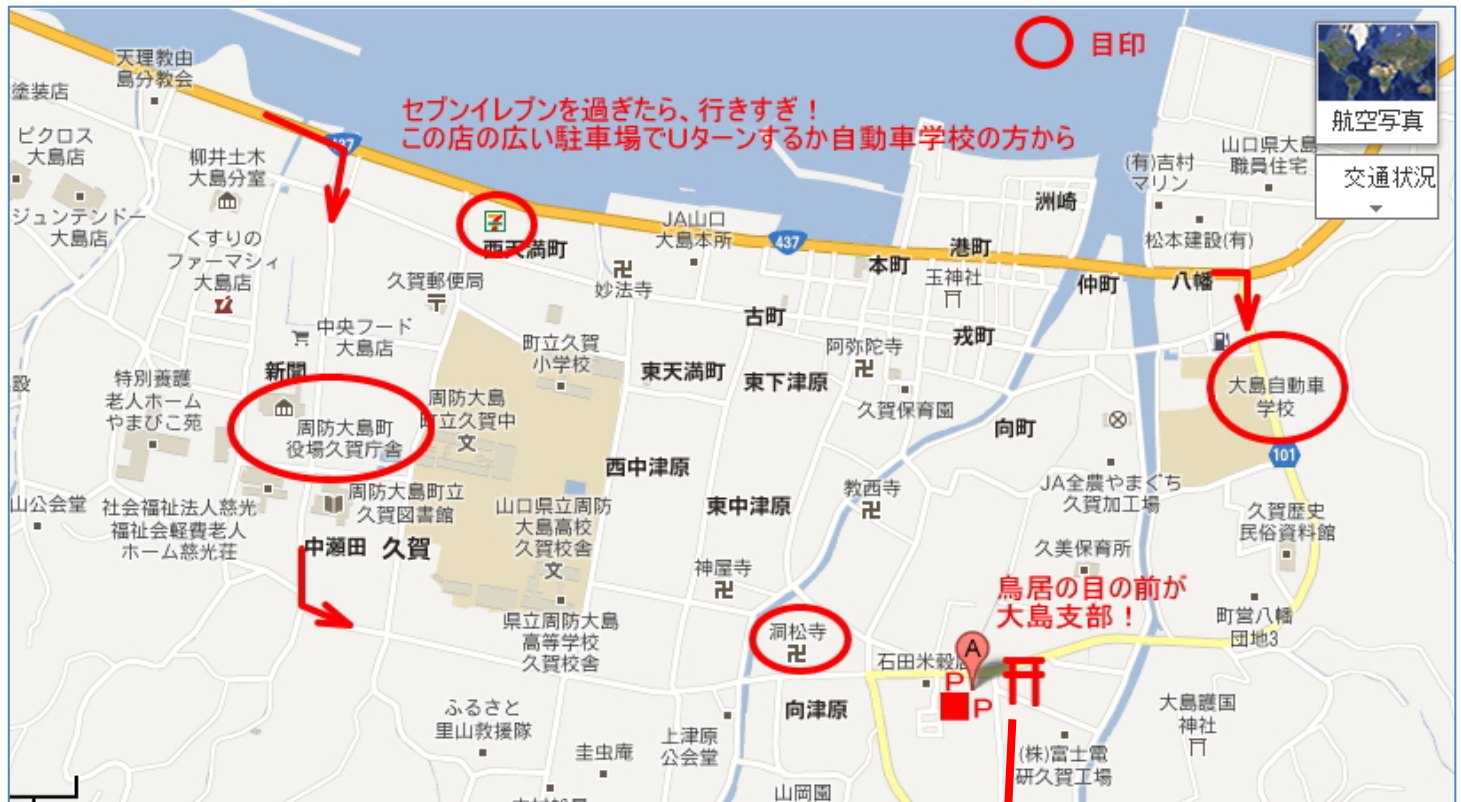 目印
天理教由
島分教会
塗装店
セブンイレブンを過ぎたら、行きすぎ！
この店の広い駐車場でUターンするか自動車学校の方から
航空写真
交通状況
ピクロス
大島店
柳井土木
大島分室
(有)吉村
マリン
山口県大島
職員住宅
ジュンテンドー
大島店
くすりの
ファーマシィ
大島店
西天満町
JA山口
大島本所
437
洲崎
港町
本町
松本建設(有)
久賀郵便局
妙法寺
玉神社
仲町
八幡
中央フード
大島店
古町
戎町
町立久賀
小学校
阿弥陀寺
新開
東天満町
東下津原
大島自動車
学校
設
特別養護
老人ホーム
やまびこ苑
周防大島
町立久賀中
文
久賀保育園
周防大島町
役場久賀庁舎
向町
101
西中津原
JA全農やまぐち
久賀加工場
山公会堂
社会福祉法人慈光
福祉会軽費老人
ホーム慈光荘
周防大島町立
久賀図書館
山口県立周防
大島高校
久賀校舎
文
東中津原
教西寺
久賀歴史
民俗資料館
中瀬田
久賀
久美保育所
神屋寺
鳥居の目の前が
大島支部！
県立周防大島
高等学校
久賀校舎
洞松寺
町営八幡
団地3
A
石田米穀
P
P
ふるさと
里山救援隊
向津原
大島護国
神社
圭虫庵
上津原
公会堂
(株)富士電
研久賀工場
山岡園